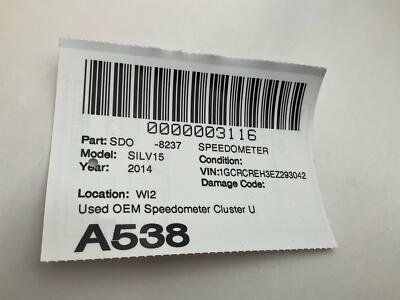 0000003116
Part: SDO -8237 SPEEDOMETER
Model: SILV15 Condition:
Year: 2014 VIN:1GCRCREH3EZ293042
Damage Code:
Location: WI2
Used OEM Speedometer Cluster U
A538